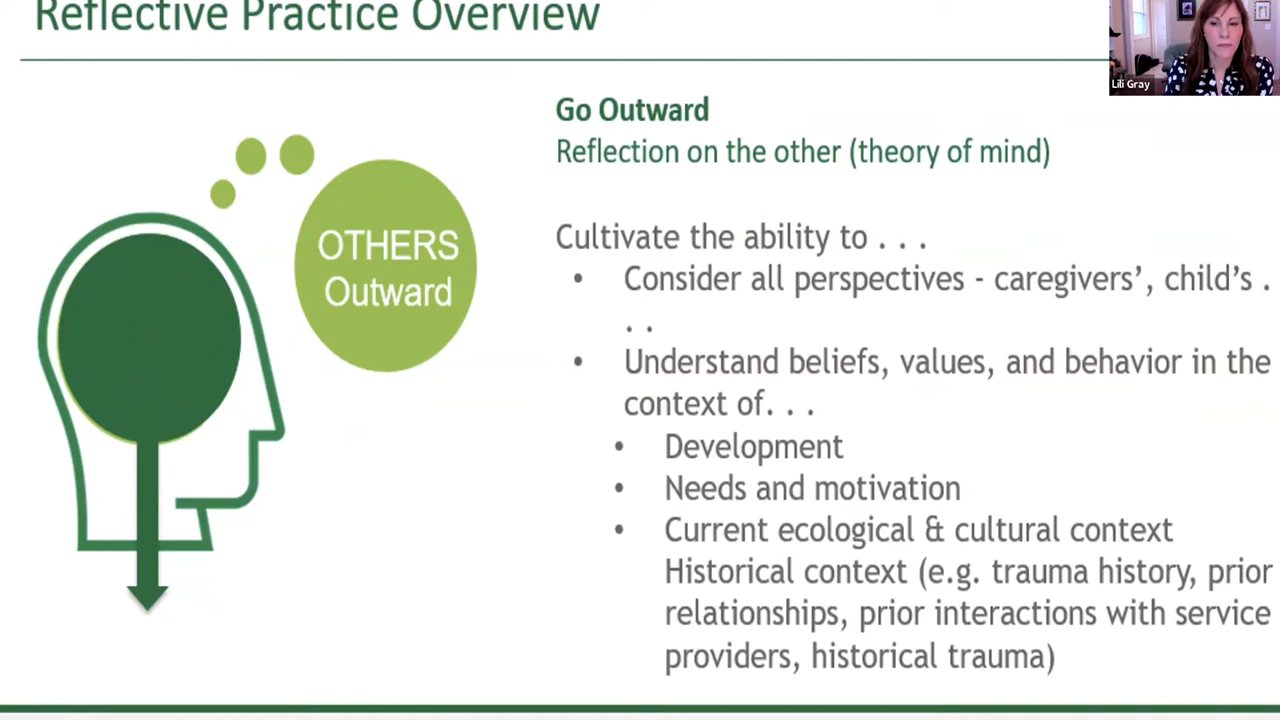 Reflective Practice Overview
Lili Gray
Go Outward
Reflection on the other (theory of mind)
OTHERS
Outward
Cultivate the ability to . . .
• Consider all perspectives - caregivers’, child’s .
. .
• Understand beliefs, values, and behavior in the
context of. . .
• Development
• Needs and motivation
• Current ecological & cultural context
Historical context (e.g. trauma history, prior
relationships, prior interactions with service
providers, historical trauma)